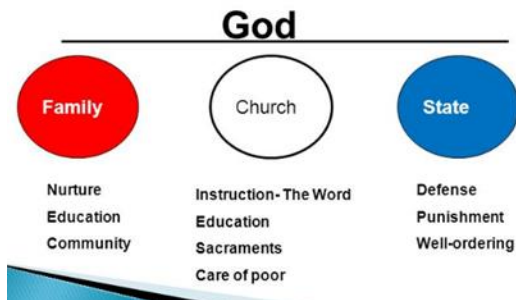 God
Family
Church
State
Nurture
Education
Community
Instruction- The Word
Education
Sacraments
Care of poor
Defense
Punishment
Well-ordering